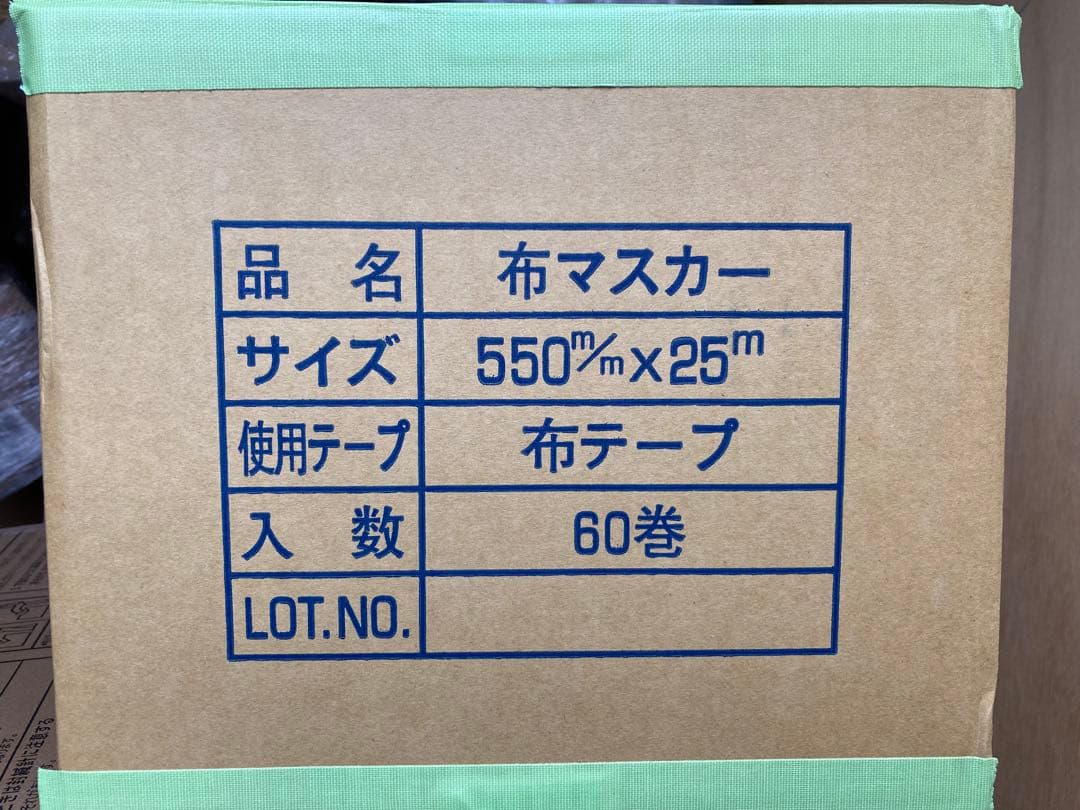 品 名 布マスカー
サイズ 550m/m×25m
使用テープ 布テープ
入 数 60巻
LOT.NO.